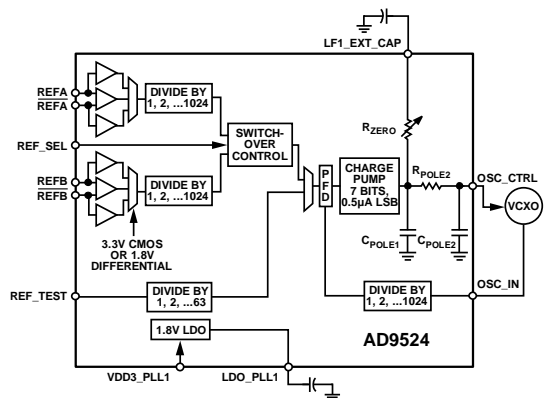 LF1_EXT_CAP
REFA
REFA
DIVIDE BY
1, 2, ...1024
SWITCH-
OVER
CONTROL
REF_SEL
REFB
REFB
DIVIDE BY
1, 2, ...1024
3.3V CMOS
OR 1.8V
DIFFERENTIAL
P
F
D
CHARGE
PUMP
7 BITS,
0.5µA LSB
RZERO
RPOLE2
OSC_CTRL
VCXO
CPOLE1
CPOLE2
REF_TEST
DIVIDE BY
1, 2, ...63
DIVIDE BY
1, 2, ...1024
OSC_IN
1.8V LDO
AD9524
VDD3_PLL1
LDO_PLL1